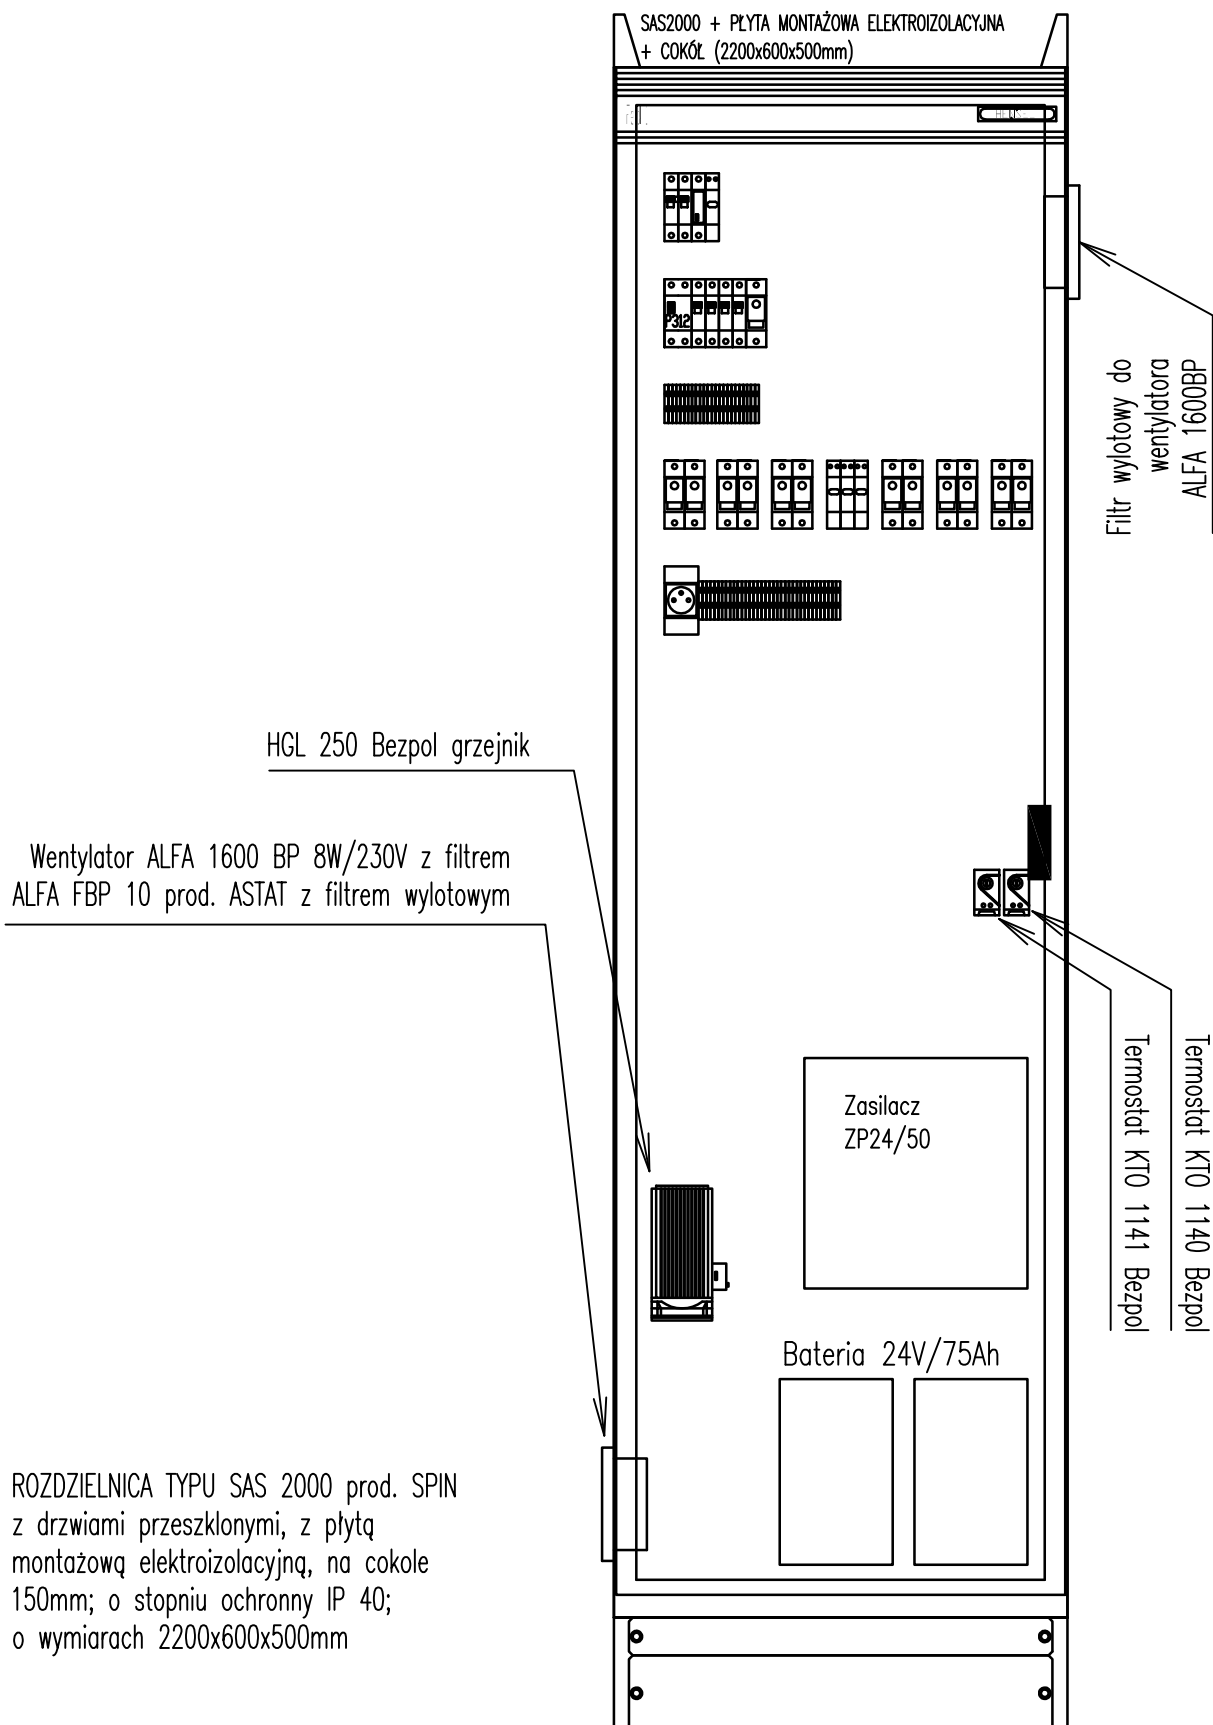 SAS2000 + PŁYTA MONTAŻOWA ELEKTROIZOLACYJNA
+ COKÓŁ (2200x600x500mm)
P312
Filtr wylotowy do
wentylatora
ALFA 1600BP
HGL 250 Bezpol grzejnik
Wentylator ALFA 1600 BP 8W/230V z filtrem
ALFA FBP 10 prod. ASTAT z filtrem wylotowym
Termostat KTO 1140 Bezpol
Termostat KTO 1141 Bezpol
Zasilacz
ZP24/50
Bateria 24V/75Ah
ROZDZIELNICA TYPU SAS 2000 prod. SPIN
z drzwiami przeszklonymi, z płytą
montażową elektroizolacyjną, na cokole
150mm; o stopniu ochronny IP 40;
o wymiarach 2200x600x500mm